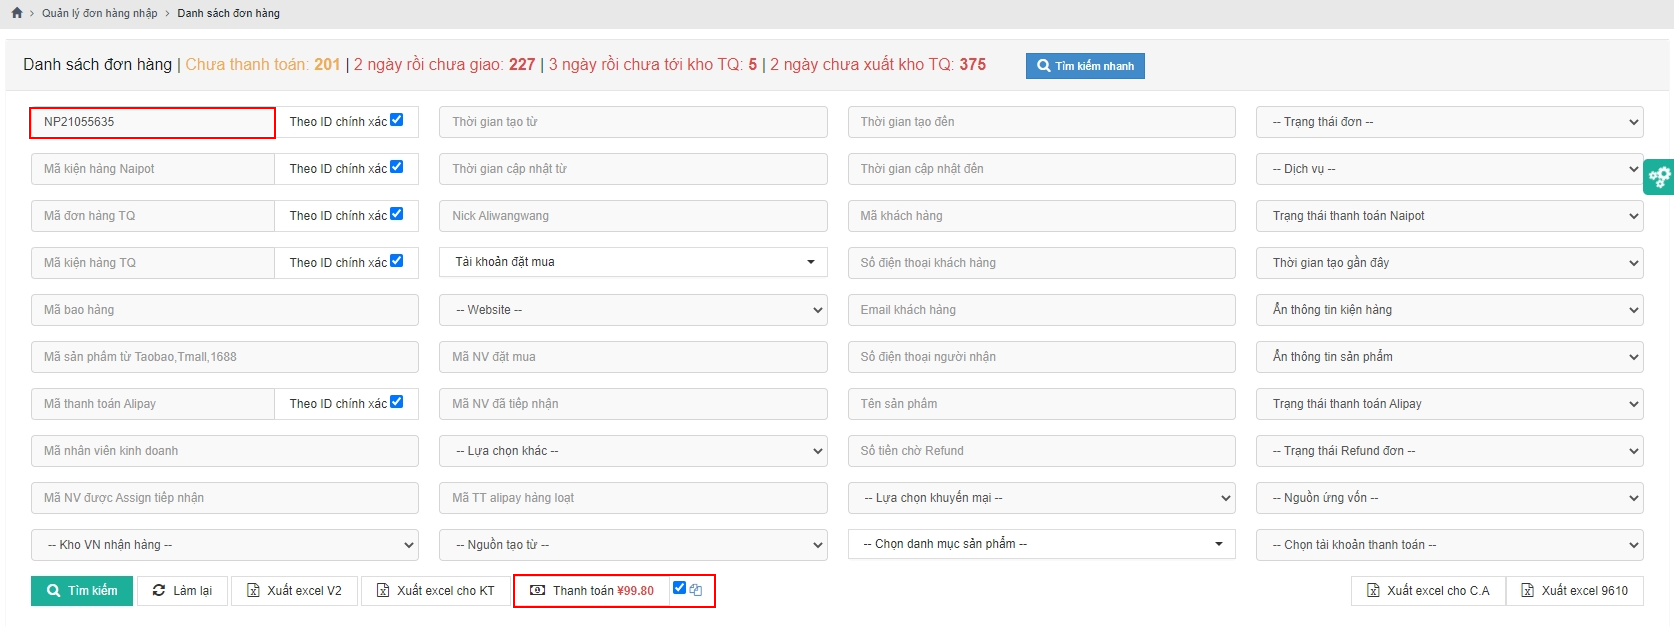 Quản lý đơn hàng nhập > Danh sách đơn hàng
Danh sách đơn hàng | Chưa thanh toán: 201 | 2 ngày rồi chưa giao: 227 | 3 ngày rồi chưa tới kho TQ: 5 | 2 ngày chưa xuất kho TQ: 375 Tìm kiếm nhanh
NP21055635 Theo ID chính xác Thời gian tạo từ Thời gian tạo đến -- Trạng thái đơn --
Mã kiện hàng Naipot Theo ID chính xác Thời gian cập nhật từ Thời gian cập nhật đến -- Dịch vụ --
Mã đơn hàng TQ Theo ID chính xác Nick Aliwangwang Mã khách hàng Trạng thái thanh toán Naipot
Mã kiện hàng TQ Theo ID chính xác Tài khoản đặt mua Số điện thoại khách hàng Thời gian tạo gần đây
Mã bao hàng -- Website -- Email khách hàng Ẩn thông tin kiện hàng
Mã sản phẩm từ Taobao,Tmall,1688 Mã NV đặt mua Số điện thoại người nhận Ẩn thông tin sản phẩm
Mã thanh toán Alipay Theo ID chính xác Mã NV đã tiếp nhận Tên sản phẩm Trạng thái thanh toán Alipay
Mã nhân viên kinh doanh -- Lựa chọn khác -- Số tiền chờ Refund -- Trạng thái Refund đơn --
Mã NV được Assign tiếp nhận Mã TT alipay hàng loạt -- Lựa chọn khuyến mại -- -- Nguồn ứng vốn --
-- Kho VN nhận hàng -- -- Nguồn tạo từ -- -- Chọn danh mục sản phẩm -- -- Chọn tài khoản thanh toán --
Tìm kiếm Làm lại Xuất excel V2 Xuất excel cho KT Thanh toán ¥99.80 Xuất excel cho C.A Xuất excel 9610